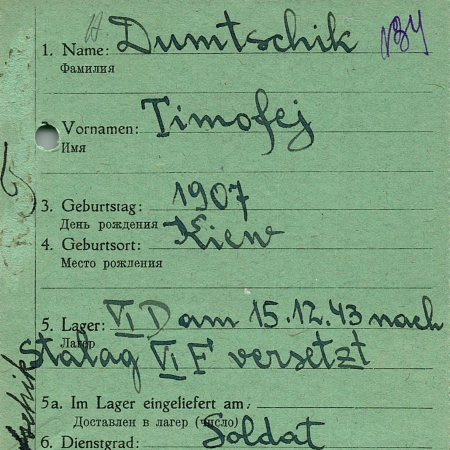 1. Name: Dumtschik
Фамилия
2. Vornamen: Timofej
Имя
3. Geburtstag: 1907
День рождения
4. Geburtsort: Kiew
Место рождения
5. Lager: VI D am 15.12.43 nach
Лагер
Stalag VI F versetzt
5a. Im Lager eingeliefert am:
Доставлен в лагер (число)
6. Dienstgrad: Soldat